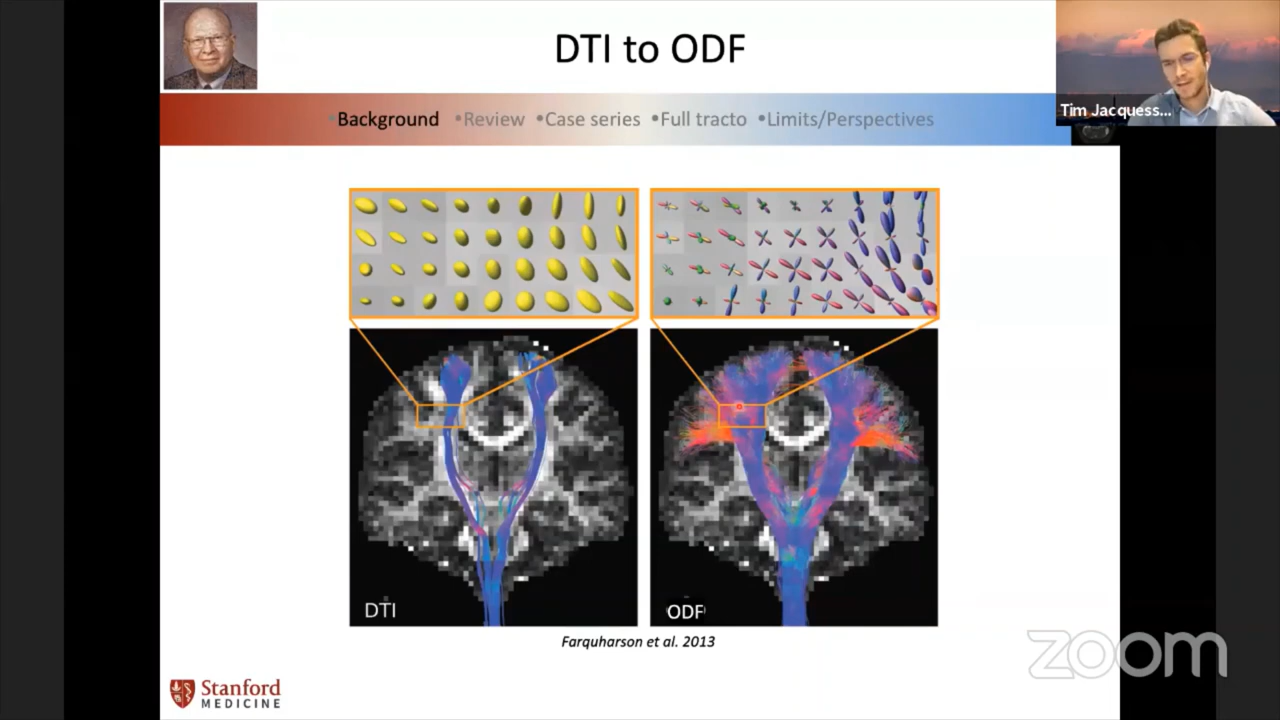 DTI to ODF
Tim Jacquess...
•Background •Review •Case series •Full tracto •Limits/Perspectives
DTI
ODF
Farquharson et al. 2013
zoom
Stanford
MEDICINE